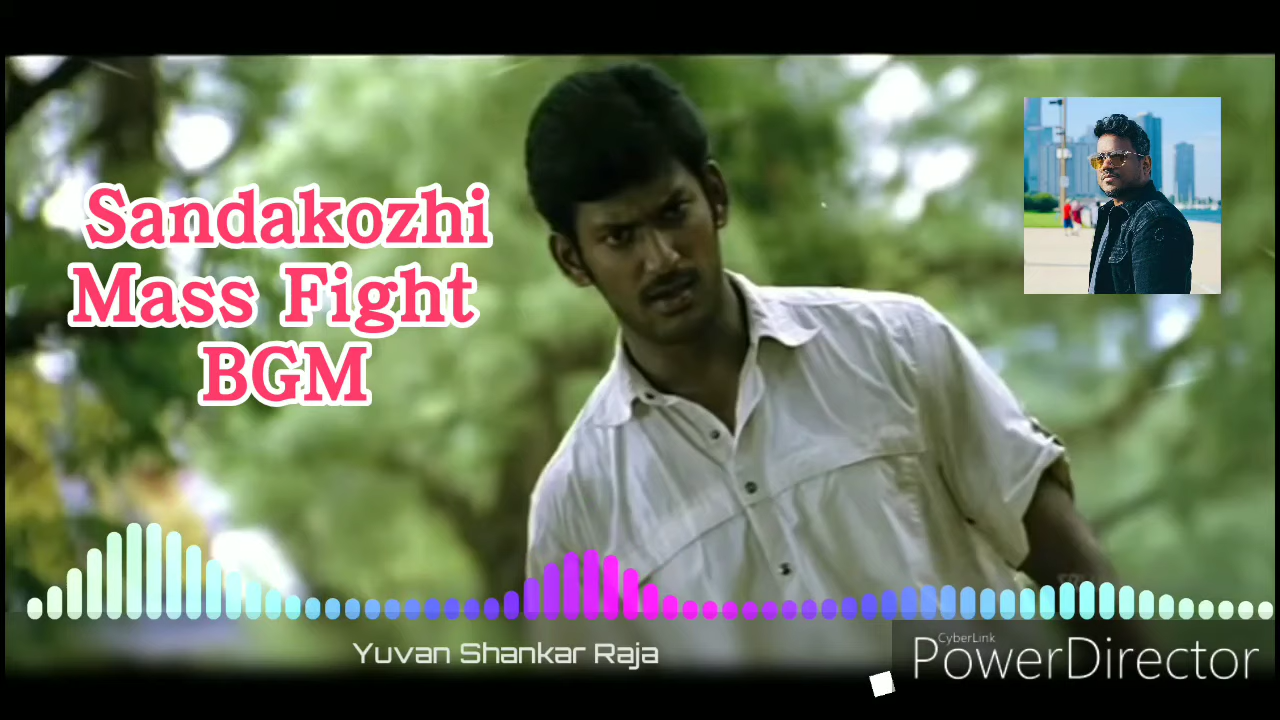 Sandakozhi
Mass Fight
BGM
Yuvan Shankar Raja
CyberLink
PowerDirector